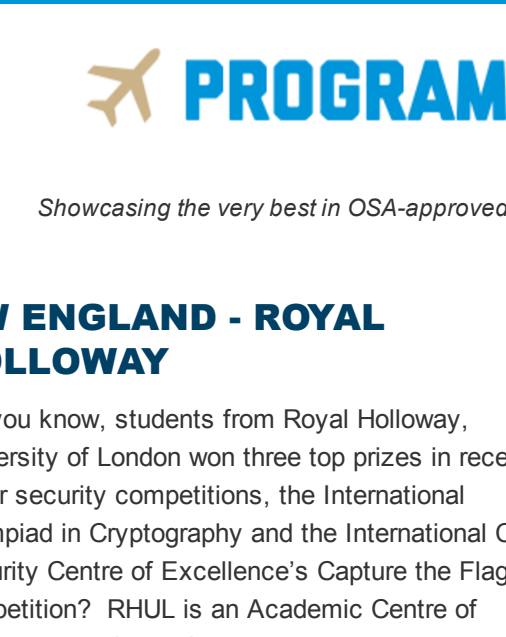 PROGRAM
Showcasing the very best in OSA-approved
ENGLAND - ROYAL
OLLOWAY
you know, students from Royal Holloway,
ersity of London won three top prizes in rece
r security competitions, the International
piad in Cryptography and the International C
urity Centre of Excellence’s Capture the Flag
petition? RHUL is an Academic Centre of